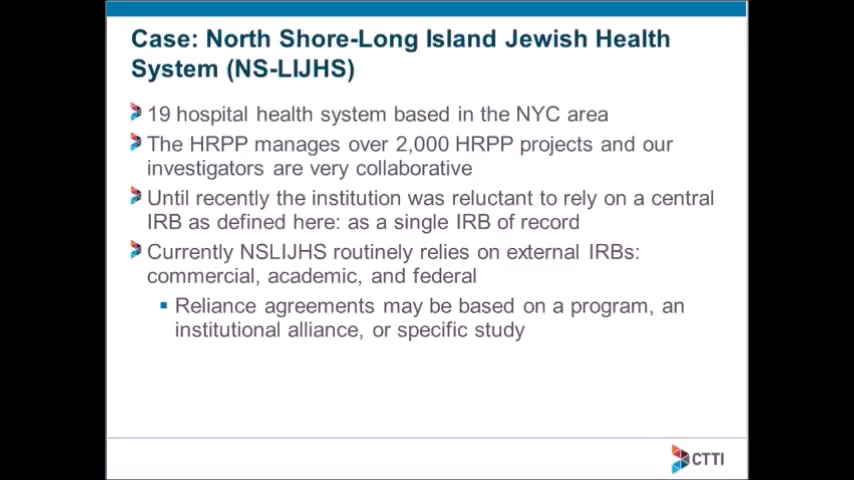 Case: North Shore-Long Island Jewish Health
System (NS-LIJHS)
19 hospital health system based in the NYC area
The HRPP manages over 2,000 HRPP projects and our
investigators are very collaborative
Until recently the institution was reluctant to rely on a central
IRB as defined here: as a single IRB of record
Currently NSLIJHS routinely relies on external IRBs:
commercial, academic, and federal
Reliance agreements may be based on a program, an
institutional alliance, or specific study
CTTI